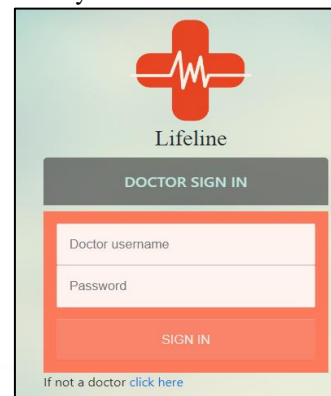 Lifeline
DOCTOR SIGN IN
Doctor username
Password
SIGN IN
If not a doctor click here